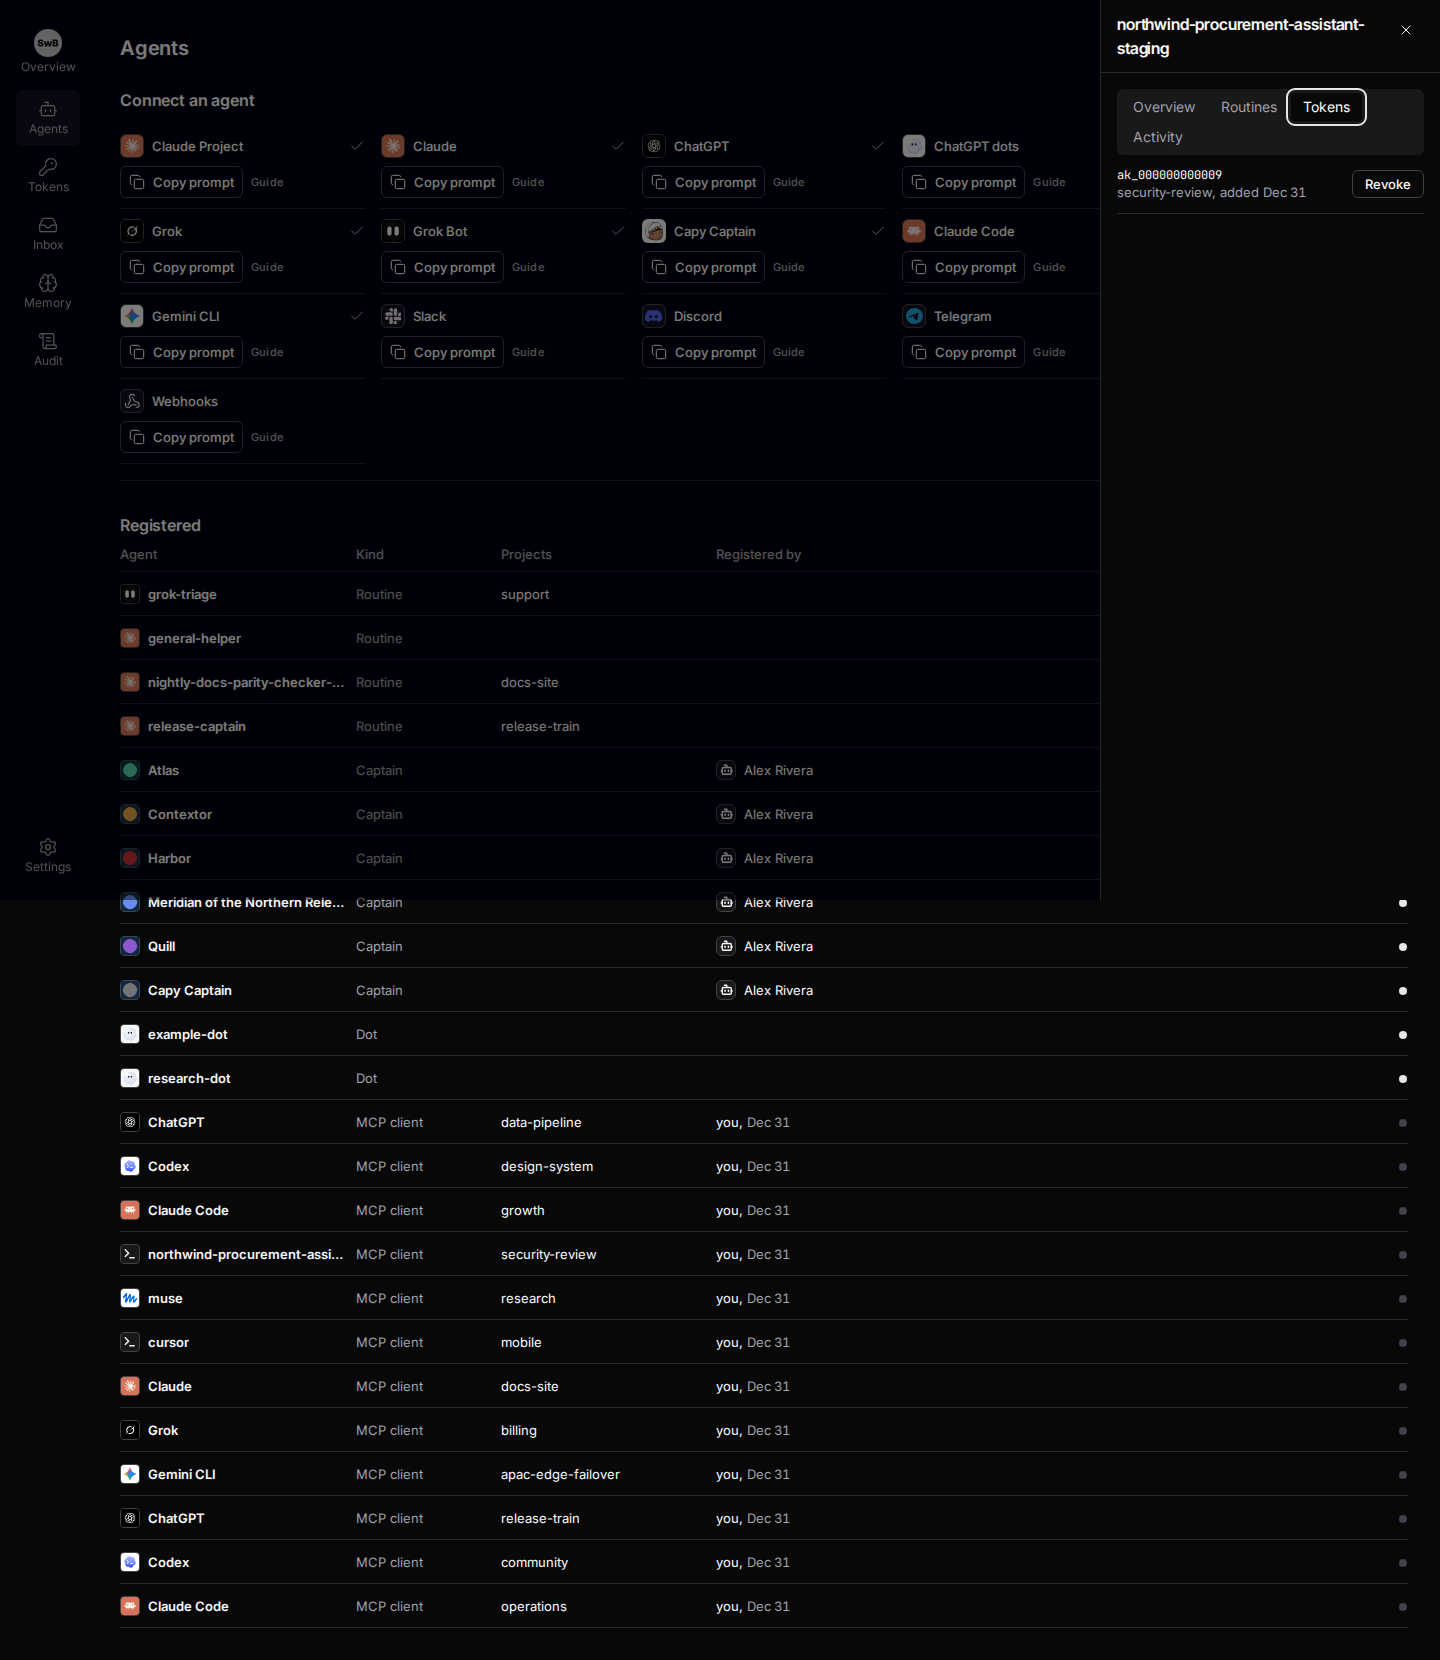 SwB
Overview
Agents
Tokens
Inbox
Memory
Audit
Settings
Agents
Connect an agent
Claude Project
Copy prompt Guide
Claude
Copy prompt Guide
ChatGPT
Copy prompt Guide
ChatGPT dots
Copy prompt Guide
Grok
Copy prompt Guide
Grok Bot
Copy prompt Guide
Capy Captain
Copy prompt Guide
Claude Code
Copy prompt Guide
Gemini CLI
Copy prompt Guide
Slack
Copy prompt Guide
Discord
Copy prompt Guide
Telegram
Copy prompt Guide
Webhooks
Copy prompt Guide
Registered
Agent Kind Projects Registered by
grok-triage Routine support
general-helper Routine
nightly-docs-parity-checker-... Routine docs-site
release-captain Routine release-train
Atlas Captain Alex Rivera
Contextor Captain Alex Rivera
Harbor Captain Alex Rivera
Meridian of the Northern Rele... Captain Alex Rivera
Quill Captain Alex Rivera
Capy Captain Captain Alex Rivera
example-dot Dot
research-dot Dot
ChatGPT MCP client data-pipeline you, Dec 31
Codex MCP client design-system you, Dec 31
Claude Code MCP client growth you, Dec 31
northwind-procurement-assi... MCP client security-review you, Dec 31
muse MCP client research you, Dec 31
cursor MCP client mobile you, Dec 31
Claude MCP client docs-site you, Dec 31
Grok MCP client billing you, Dec 31
Gemini CLI MCP client apac-edge-failover you, Dec 31
ChatGPT MCP client release-train you, Dec 31
Codex MCP client community you, Dec 31
Claude Code MCP client operations you, Dec 31
northwind-procurement-assistant-
staging
Overview Routines Tokens
Activity
ak_000000000009
security-review, added Dec 31
Revoke